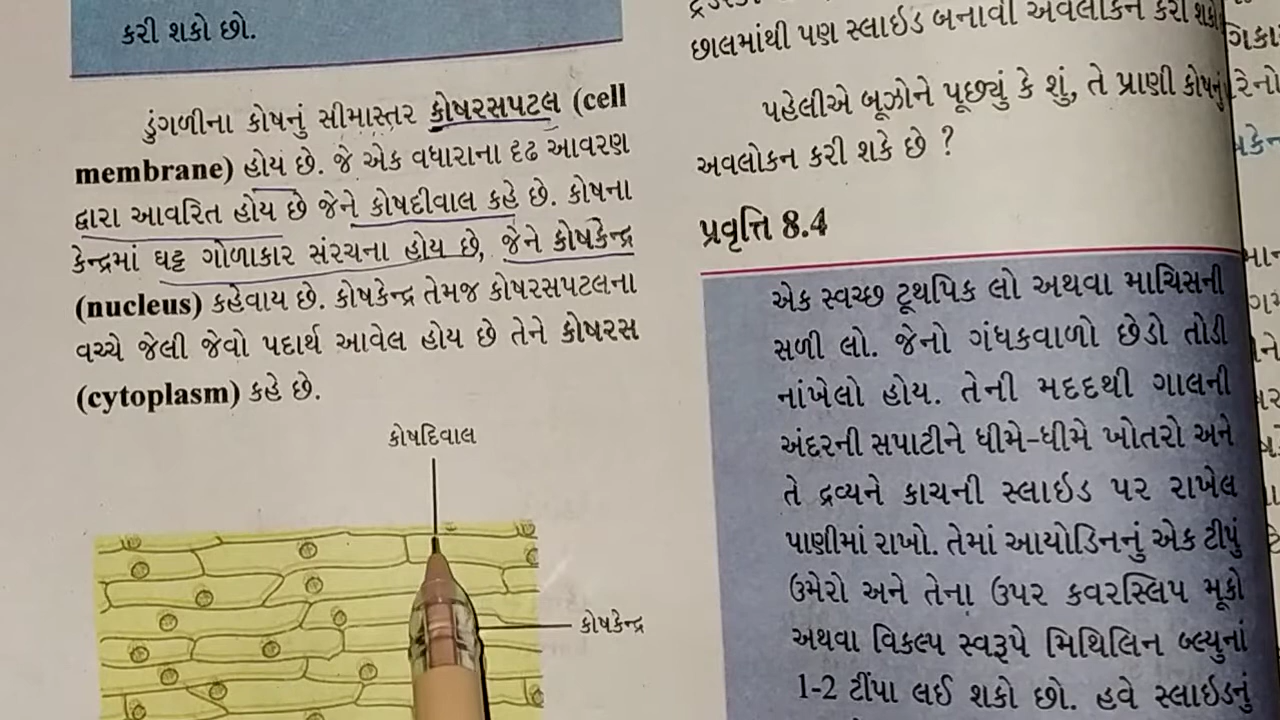 કરી શકો છો.
ડુંગળીના કોષનું સીમાસ્તર કોષરસપટલ (cell
membrane) હોય છે. જે એક વધારાના દૃઢ આવરણ
દ્વારા આવરિત હોય છે જેને કોષદીવાલ કહે છે. કોષના
કેન્દ્રમાં ઘટ્ટ ગોળાકાર સંરચના હોય છે, જેને કોષકેન્દ્ર
(nucleus) કહેવાય છે. કોષકેન્દ્ર તેમજ કોષરસપટલના
વચ્ચે જેલી જેવો પદાર્થ આવેલ હોય છે તેને કોષરસ
(cytoplasm) કહે છે.
કોષદિવાલ
કોષકેન્દ્ર
છાલમાંથી પણ સ્લાઇડ બનાવી અવલોકન કરી શકો
પહેલીએ બૂઝોને પૂછ્યું કે શું, તે પ્રાણી કોષનું
અવલોકન કરી શકે છે ?
પ્રવૃત્તિ 8.4
એક સ્વચ્છ ટૂથપિક લો અથવા માચિસની
સળી લો. જેનો ગંધકવાળો છેડો તોડી
નાંખેલો હોય. તેની મદદથી ગાલની
અંદરની સપાટીને ધીમે-ધીમે ખોતરો અને
તે દ્રવ્યને કાચની સ્લાઇડ પર રાખેલ
પાણીમાં રાખો. તેમાં આયોડિનનું એક ટીપું
ઉમેરો અને તેના ઉપર કવરસ્લિપ મૂકો
અથવા વિકલ્પ સ્વરૂપે મિથિલિન બ્લ્યુનાં
1-2 ટીંપા લઈ શકો છો. હવે સ્લાઇડનું